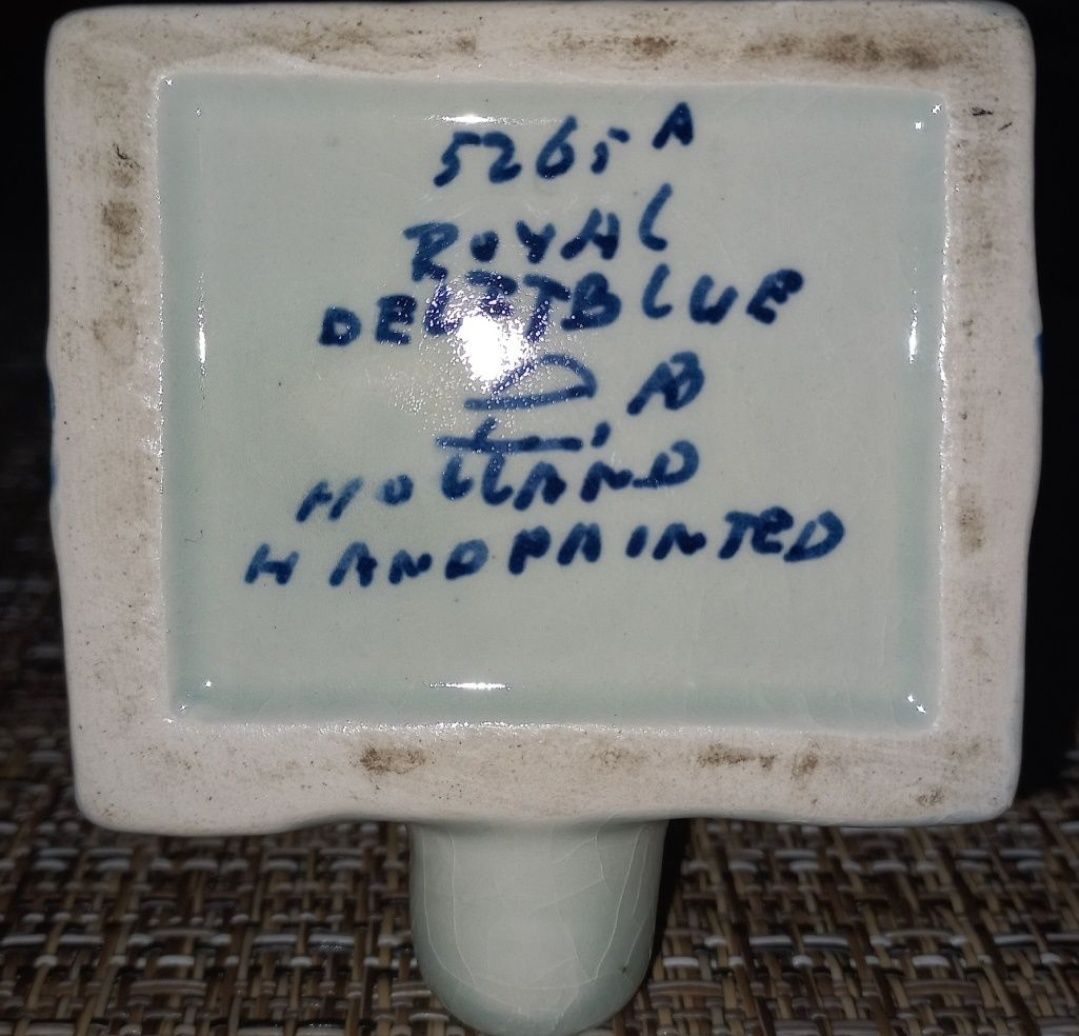 5265 A
ROYAL
DELFTBLUE
AB
HOLLAND
HANDPAINTED